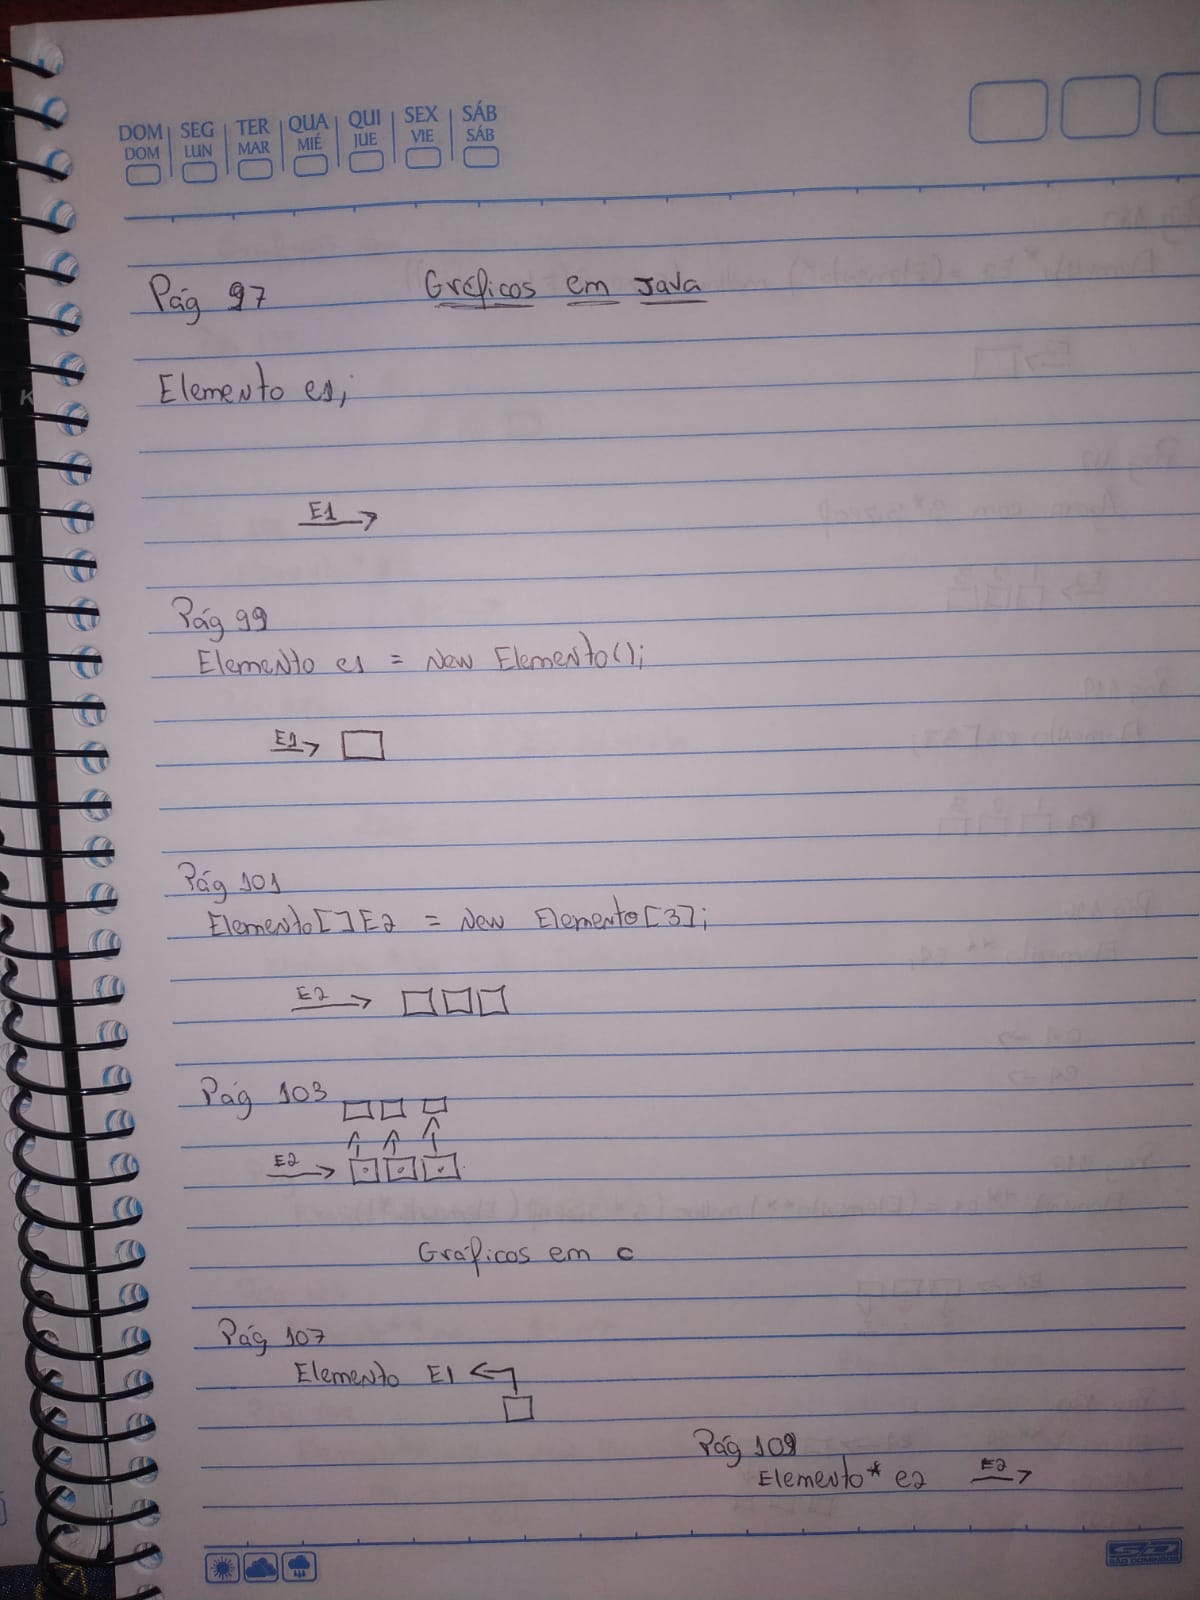 DOM SEG TER QUA QUI SEX SÁB
DOM LUN MAR MIÉ JUE VIE SÁB
Pág 97 Gráficos em Java
Elemento e1;
E1
Pág 99
Elemento e1 = New Elemento();
E1
Pág 101
Elemento[]E2 = New Elemento[3];
E2
Pág 103
E2
Gráficos em c
Pág 107
Elemento E1
Pág 109
Elemento* e2 E2
SÃO DOMINGOS